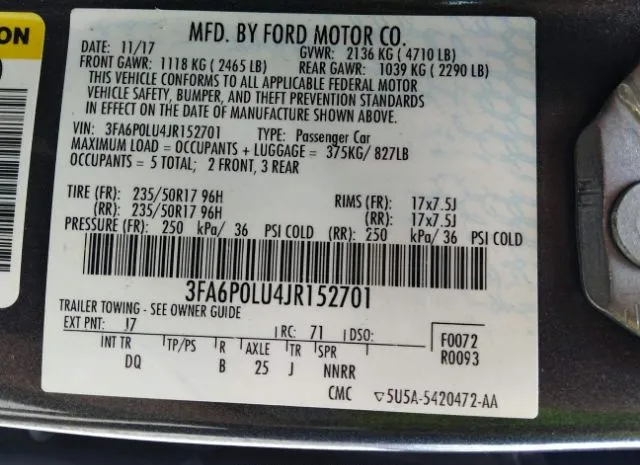 ON
MFD. BY FORD MOTOR CO.
DATE: 11/17 GVWR: 2136 KG ( 4710 LB)
FRONT GAWR: 1118 KG ( 2465 LB) REAR GAWR: 1039 KG ( 2290 LB)
THIS VEHICLE CONFORMS TO ALL APPLICABLE FEDERAL MOTOR
VEHICLE SAFETY, BUMPER, AND THEFT PREVENTION STANDARDS
IN EFFECT ON THE DATE OF MANUFACTURE SHOWN ABOVE.
VIN: 3FA6P0LU4JR152701 TYPE: Passenger Car
MAXIMUM LOAD = OCCUPANTS + LUGGAGE = 375KG/ 827LB
OCCUPANTS = 5 TOTAL; 2 FRONT, 3 REAR
TIRE (FR): 235/50R17 96H RIMS (FR): 17x7.5J
(RR): 235/50R17 96H (RR): 17x7.5J
PRESSURE (FR): 250 kPa/ 36 PSI COLD (RR): 250 kPa/ 36 PSI COLD
3FA6P0LU4JR152701
TRAILER TOWING - SEE OWNER GUIDE
EXT PNT: J7 RC: 71 DSO: F0072
INT TR TP/PS R AXLE TR SPR R0093
DQ B 25 J NNRR
CMC ▽5U5A-5420472-AA